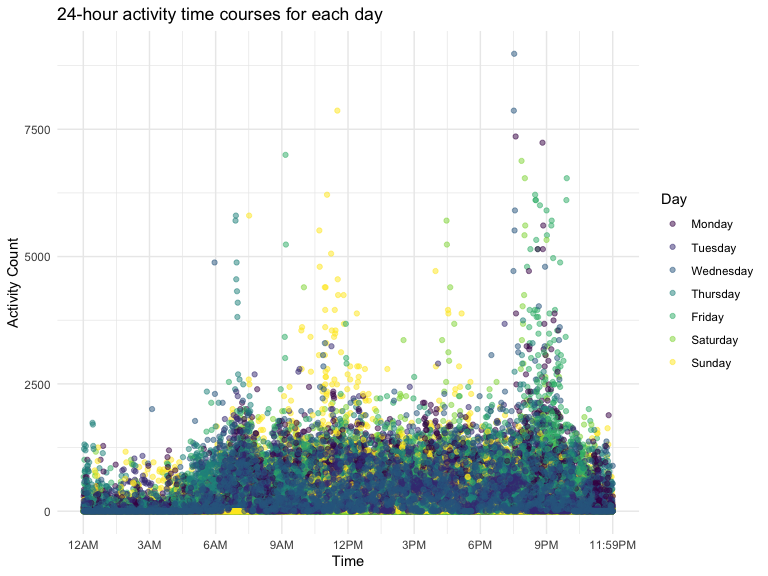 24-hour activity time courses for each day
Activity Count
7500
5000
2500
0
12AM 3AM 6AM 9AM 12PM 3PM 6PM 9PM 11:59PM
Time
Day
Monday
Tuesday
Wednesday
Thursday
Friday
Saturday
Sunday